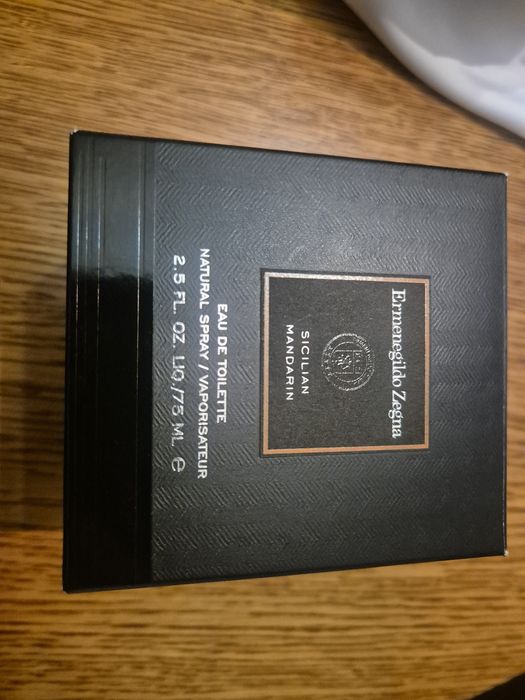 Ermenegildo Zegna
SICILIAN
MANDARIN
EAU DE TOILETTE
NATURAL SPRAY / VAPORISATEUR
2.5 FL. OZ. LIQ./75 ML ℮